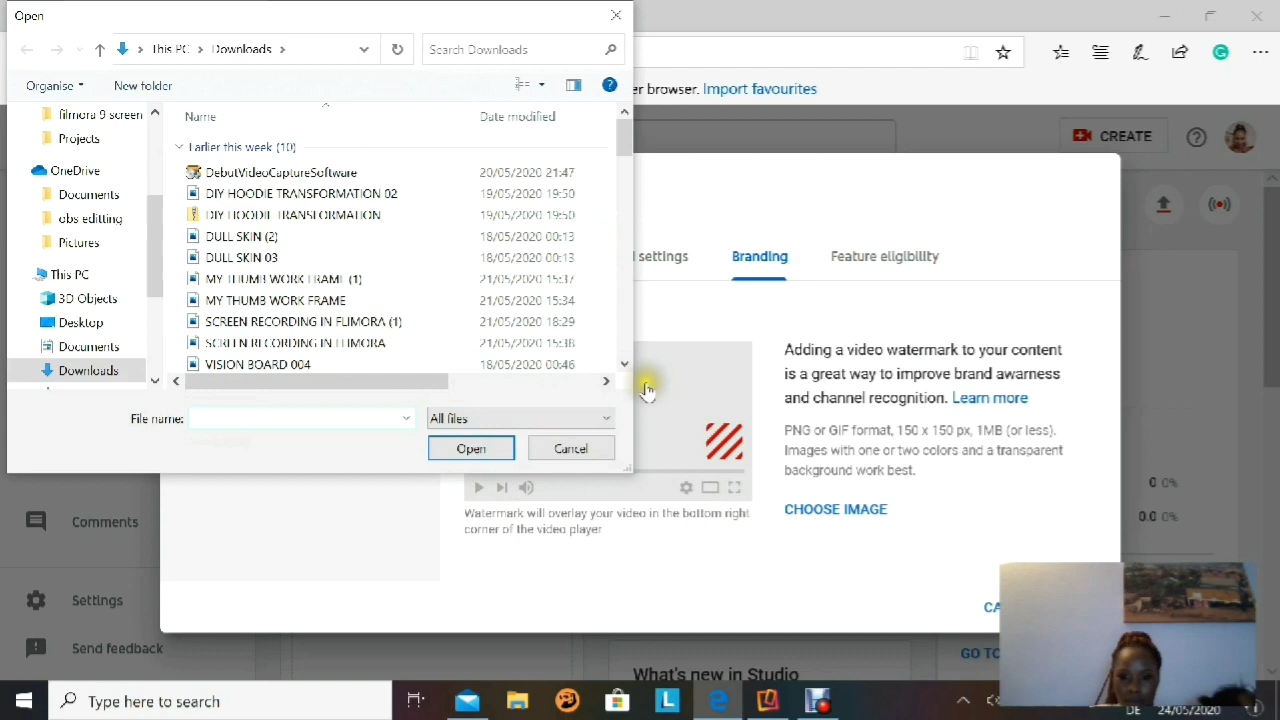 Open
This PC > Downloads >
Search Downloads
Organise
New folder
er browser. Import favourites
filmora 9 screen
Projects
OneDrive
Documents
obs editing
Pictures
This PC
3D Objects
Desktop
Documents
Downloads
Name Date modified
Earlier this week (10)
DebutVideoCaptureSoftware 20/05/2020 21:47
DIY HOODIE TRANSFORMATION 02 19/05/2020 19:50
DIY HOODIE TRANSFORMATION 19/05/2020 19:50
DULL SKIN (2) 18/05/2020 00:13
DULL SKIN 03 18/05/2020 00:13
MY THUMB WORK FRAME (1) 21/05/2020 15:37
MY THUMB WORK FRAME 21/05/2020 15:34
SCREEN RECORDING IN FLIMORA (1) 21/05/2020 18:29
SCREEN RECORDING IN FLIMORA 21/05/2020 15:38
VISION BOARD 004 18/05/2020 00:46
File name:
All files
Open
Cancel
CREATE
settings
Branding
Feature eligibility
Adding a video watermark to your content
is a great way to improve brand awarness
and channel recognition. Learn more
PNG or GIF format, 150 x 150 px, 1MB (or less).
Images with one or two colors and a transparent
background work best.
CHOOSE IMAGE
Watermark will overlay your video in the bottom right
corner of the video player
0 0%
0.0 0%
Comments
Settings
Send feedback
CA
GO TO
What's new in Studio
Type here to search
DE
24/05/2020